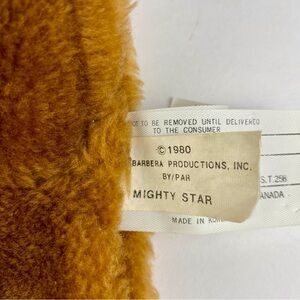 TO BE REMOVED UNTIL DELIVERED
TO THE CONSUMER
©1980
BARBERA PRODUCTIONS, INC.
BY/PAR
MIGHTY STAR
S.T. 258
ANADA
MADE IN KOR